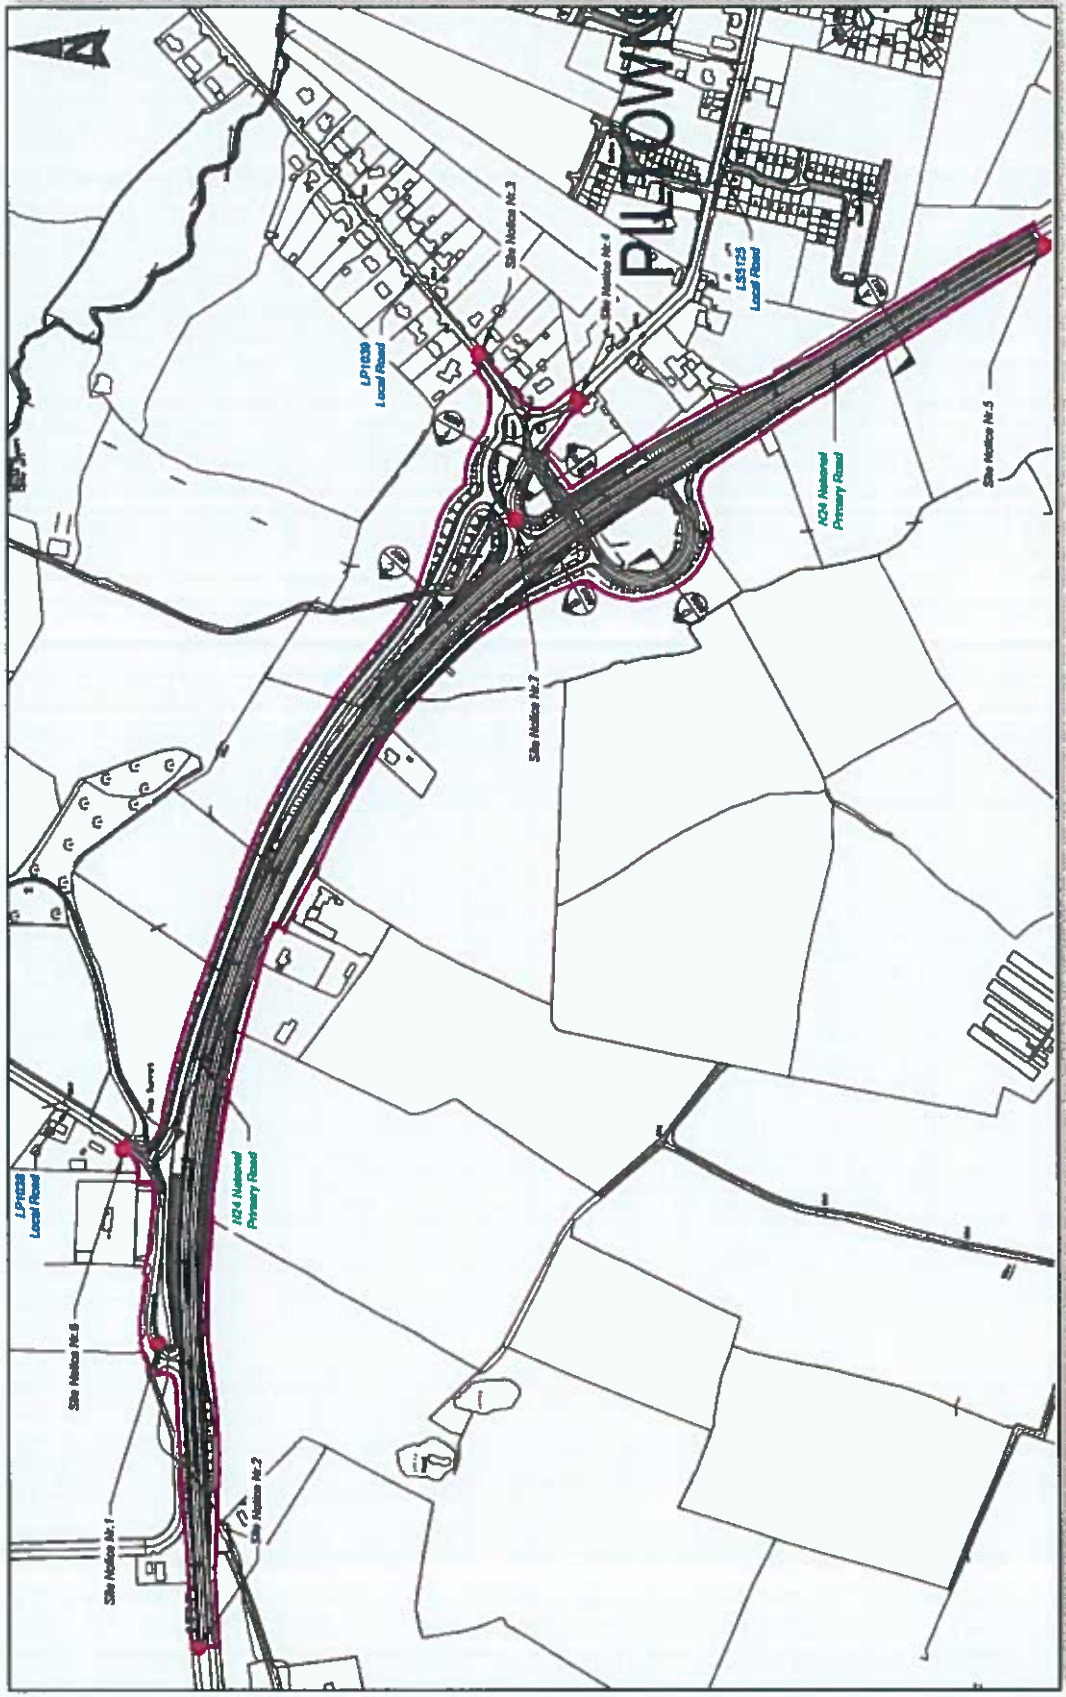 N
PILTOWN
Site Notice Nr.3
Site Notice Nr.4
LP1039
Local Road
LS5125
Local Road
N24 National
Primary Road
Site Notice Nr.5
Site Notice Nr.7
LP1038
Local Road
N24 National
Primary Road
Site Notice Nr.6
Site Notice Nr.1
Site Notice Nr.2